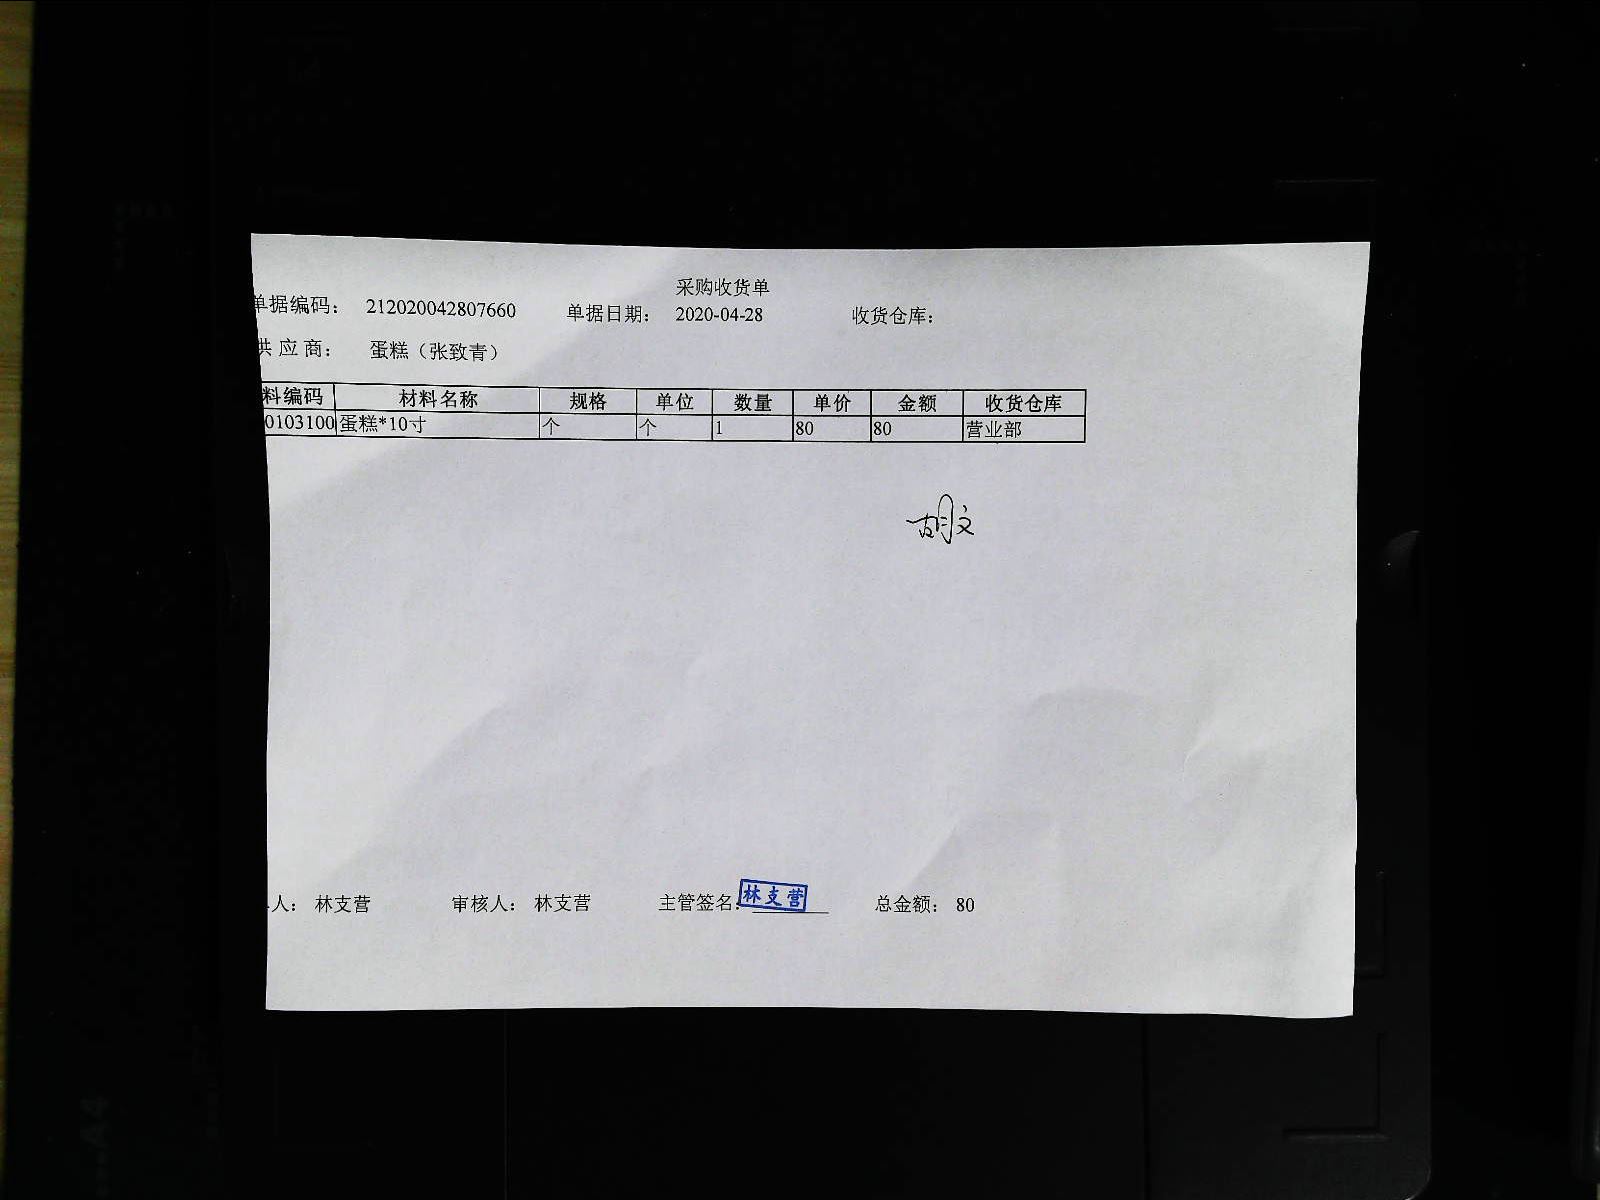 采购收货单
单据编码： 212020042807660 单据日期： 2020-04-28 收货仓库：
供应商： 蛋糕（张致青）
料编码 材料名称 规格 单位 数量 单价 金额 收货仓库
0103100 蛋糕*10寸 个 个 1 80 80 营业部
胡文
人： 林支营 审核人： 林支营 主管签名： 林支营 总金额： 80
A4